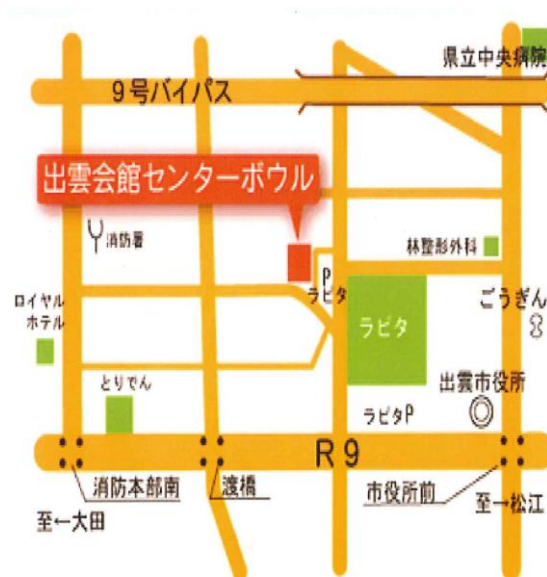 県立中央病院
9号バイパス
出雲会館センターボウル
消防署
林整形外科
P
ラピタ
ごうぎん
ロイヤル
ホテル
ラピタ
とりでん
出雲市役所
ラピタP
R9
消防本部南
渡橋
市役所前
至←大田
至→松江